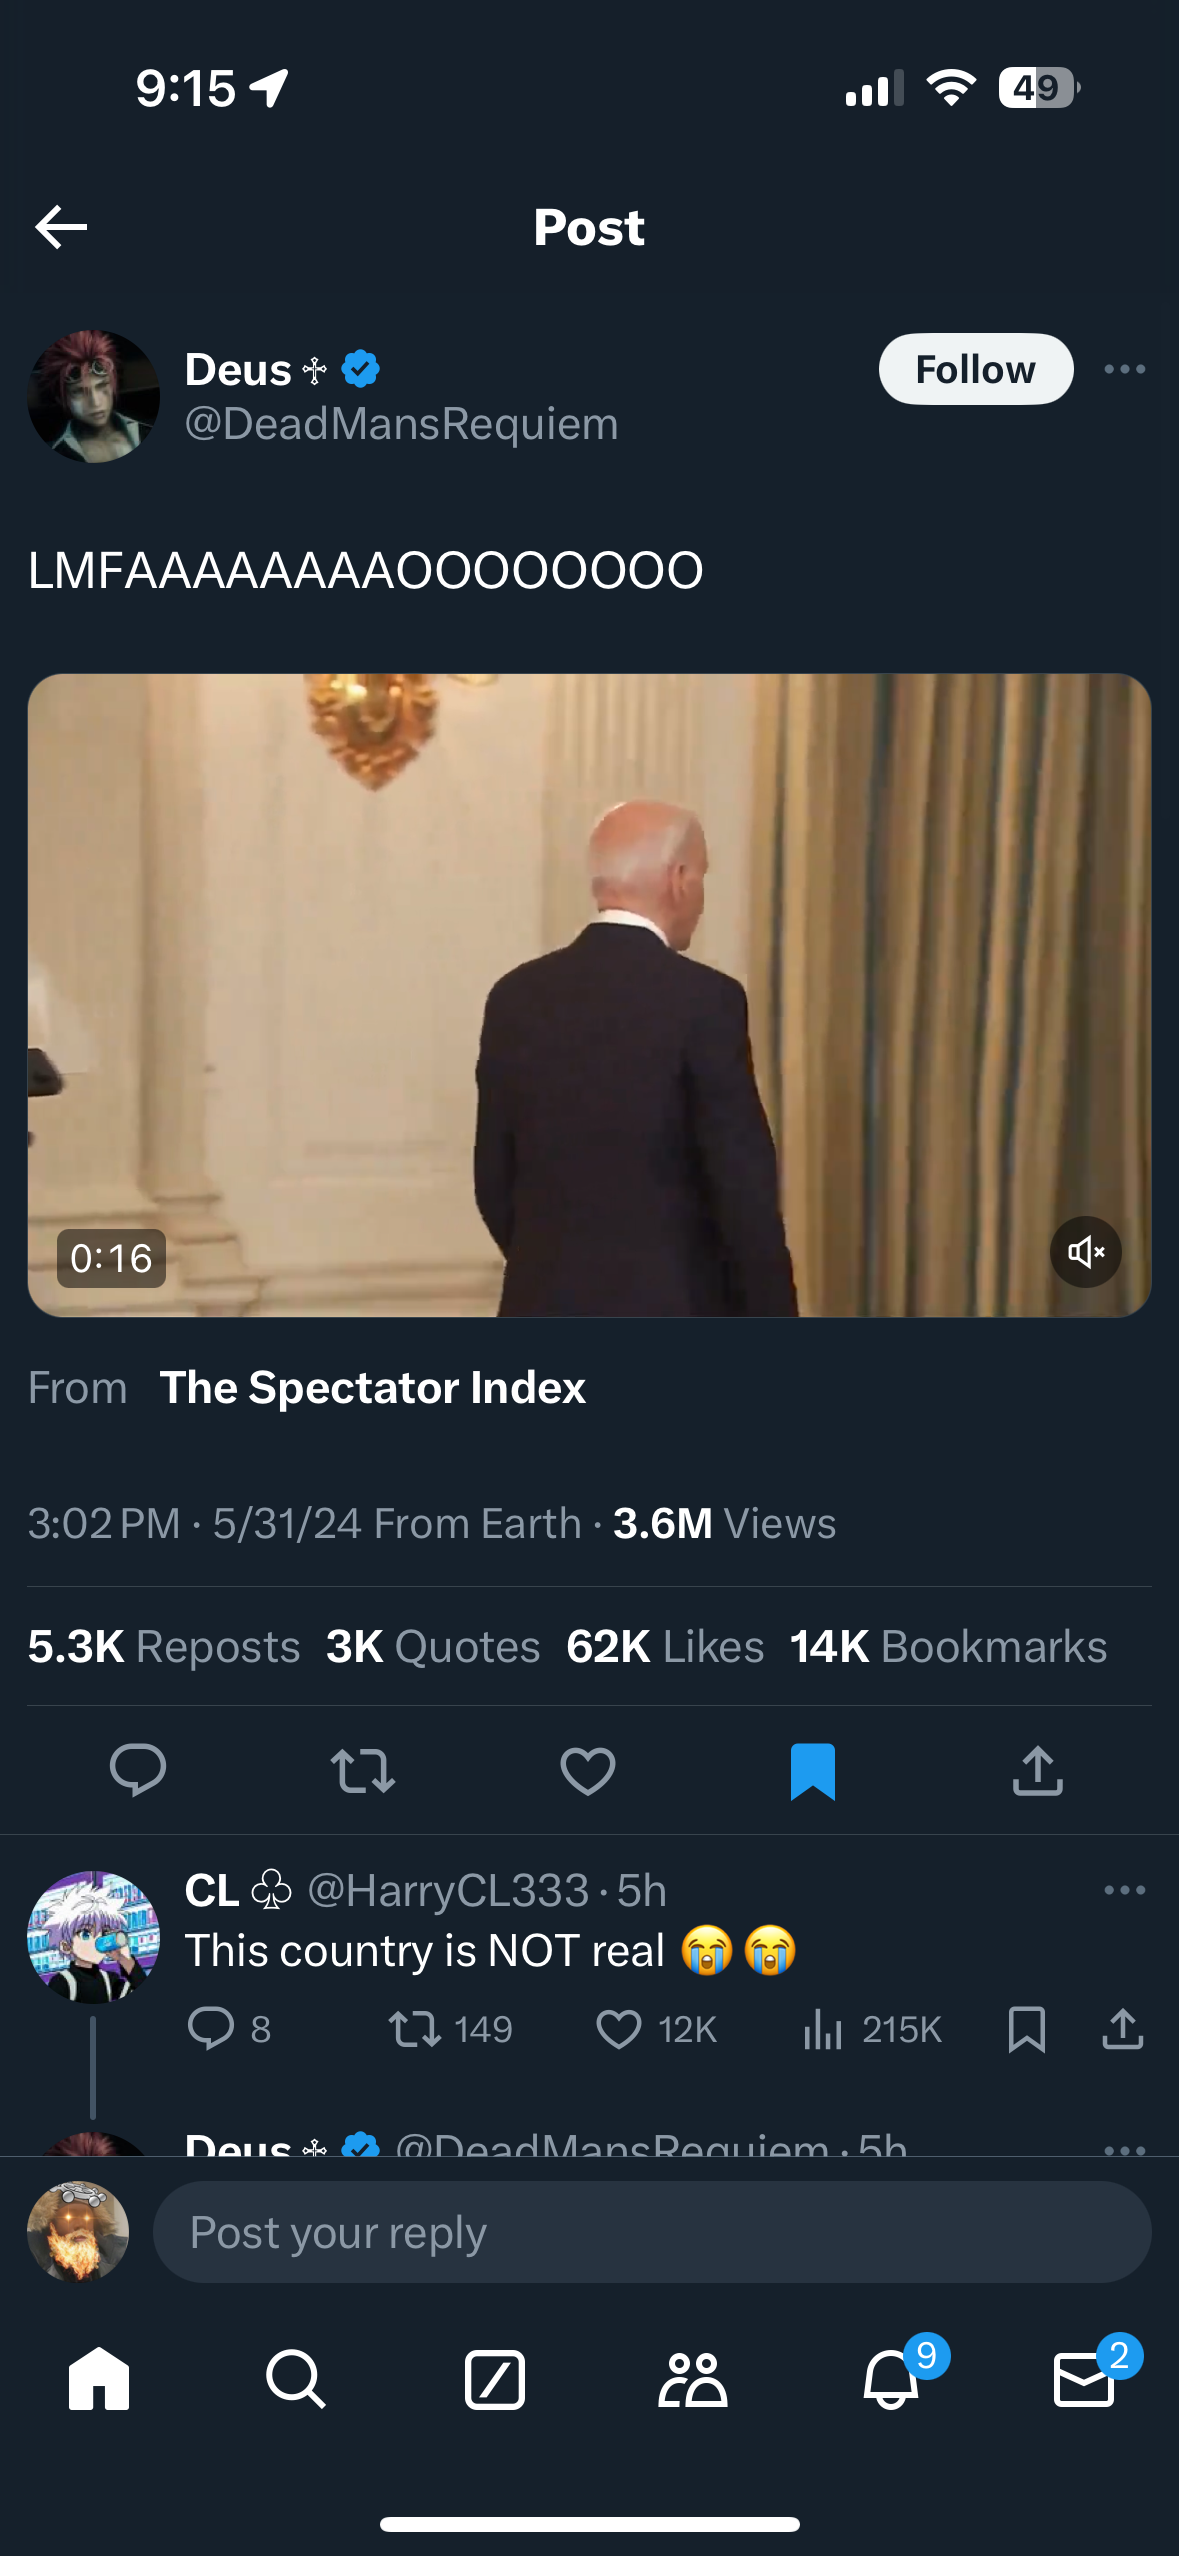 9:15
49
Post
Deus ♱
@DeadMansRequiem
Follow
LMFAAAAAAAAOOOOOOOO
0:16
From The Spectator Index
3:02 PM · 5/31/24 From Earth · 3.6M Views
5.3K Reposts 3K Quotes 62K Likes 14K Bookmarks
CL ♧ @HarryCL333 · 5h
This country is NOT real 😭😭
8 149 12K 215K
Deus ♱ @DeadMansRequiem · 5h
Post your reply
9 2